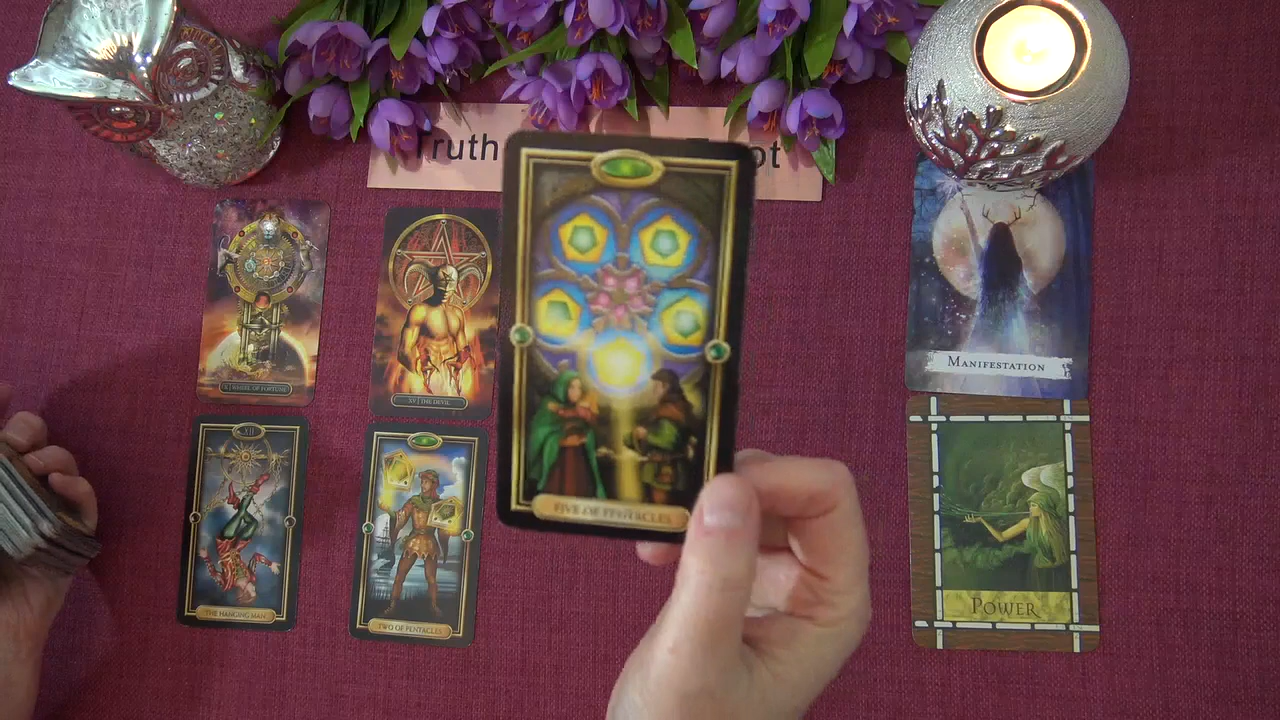 Truth
ot
X | WHEEL OF FORTUNE
XV | THE DEVIL
FIVE OF PENTACLES
MANIFESTATION
XII
THE HANGING MAN
TWO OF PENTACLES
POWER